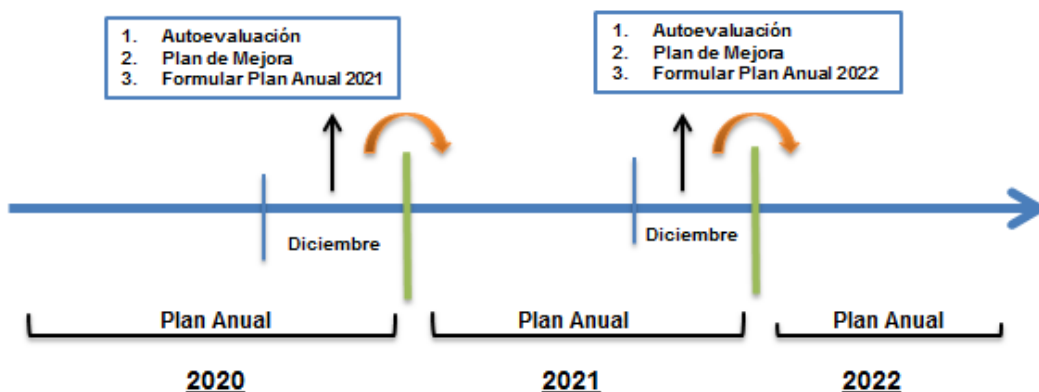 1. Autoevaluación
2. Plan de Mejora
3. Formular Plan Anual 2021
1. Autoevaluación
2. Plan de Mejora
3. Formular Plan Anual 2022
Diciembre
Diciembre
Plan Anual
Plan Anual
Plan Anual
2020
2021
2022